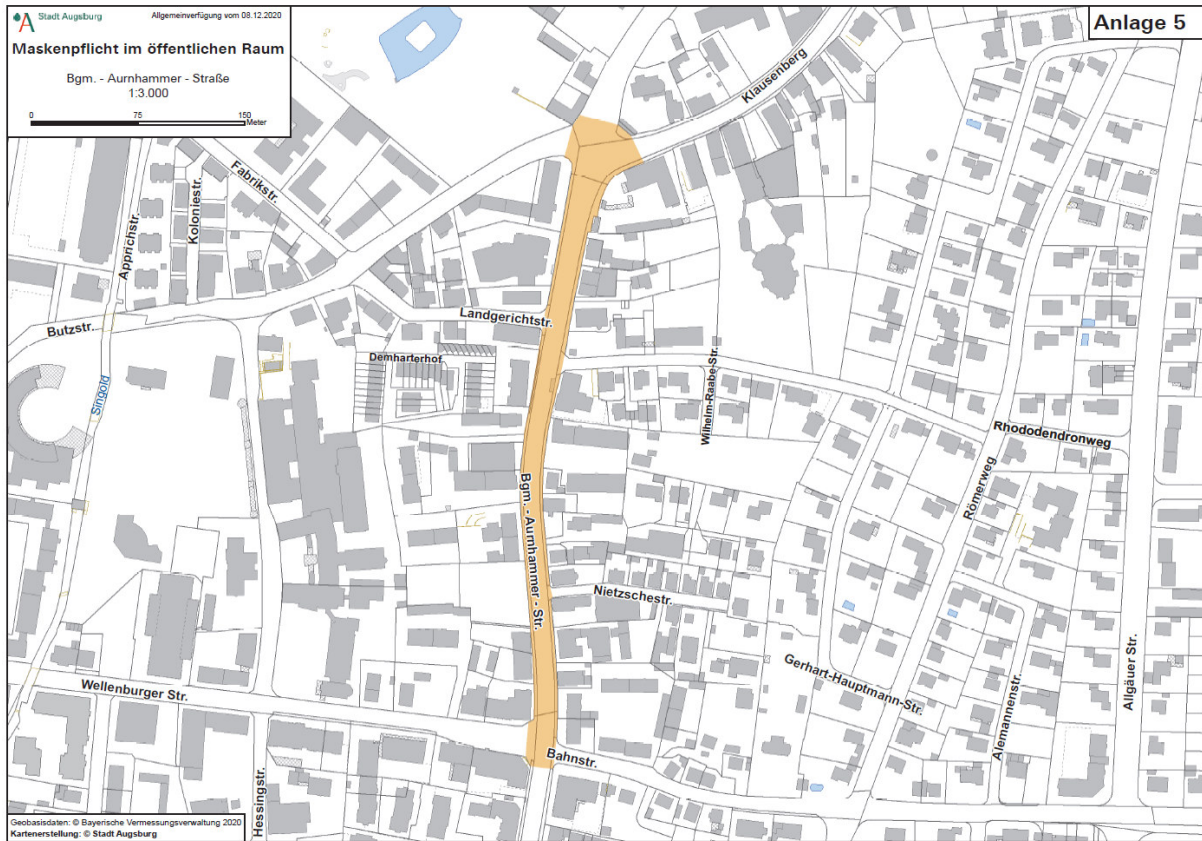 Stadt Augsburg
Allgemeinverfügung vom 08.12.2020
Maskenpflicht im öffentlichen Raum
Bgm. - Aurnhammer - Straße
1:3.000
0 75 150
Meter
Anlage 5
Klausenberg
Fabrikstr.
Koloniestr.
Apprichstr.
Landgerichtstr.
Butzstr.
Demharterhof
Singold
Wilhelm-Raabe-Str.
Rhododendronweg
Römerweg
Bgm. - Aurnhammer - Str.
Nietzschestr.
Gerhart-Hauptmann-Str.
Allgäuer Str.
Alemannenstr.
Wellenburger Str.
Bahnstr.
Hessingstr.
Geobasisdaten: © Bayerische Vermessungsverwaltung 2020
Kartenerstellung: © Stadt Augsburg